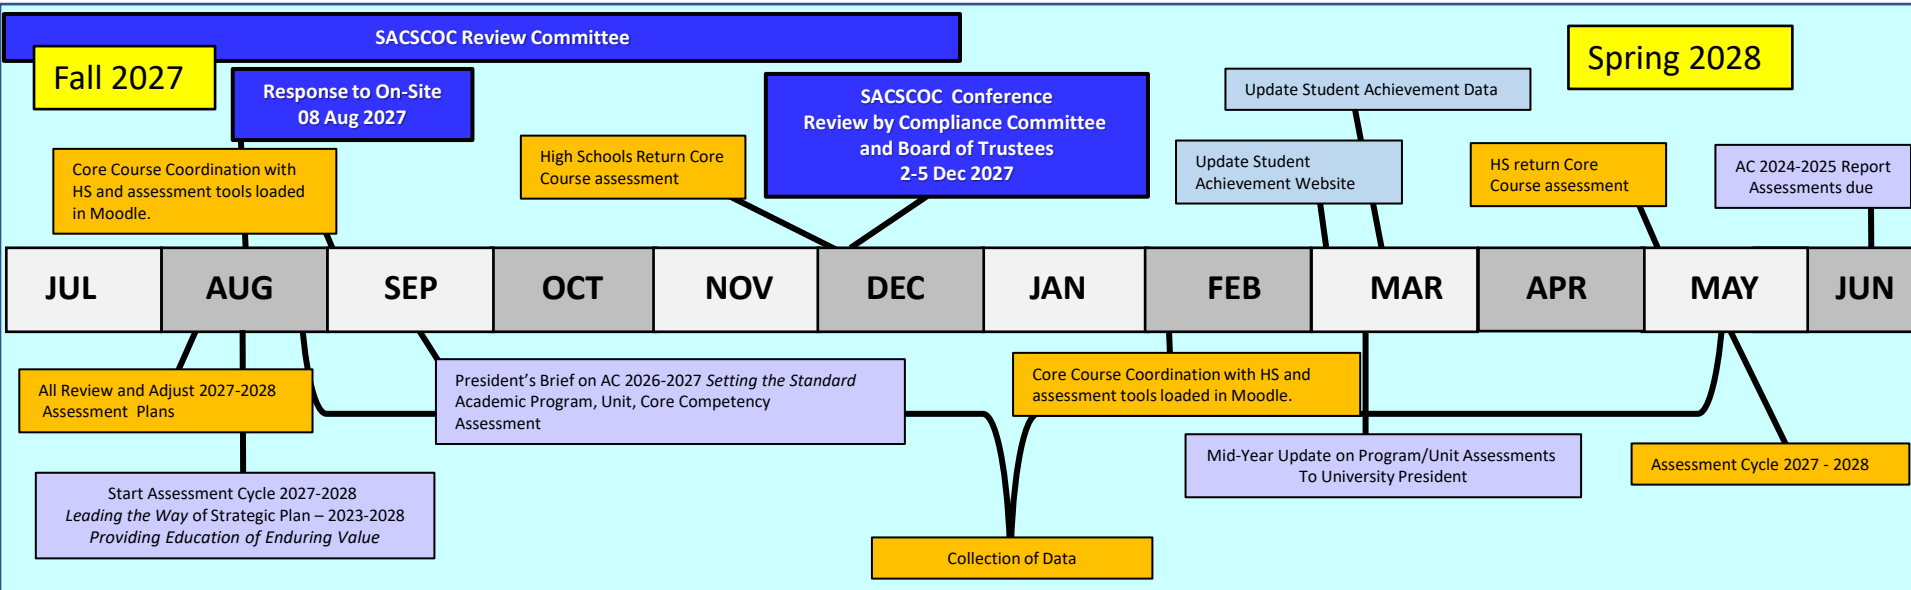 SACSCOC Review Committee
Fall 2027
Spring 2028
Response to On-Site
08 Aug 2027
SACSCOC  Conference
Review by Compliance Committee
and Board of Trustees
2-5 Dec 2027
Update Student Achievement Data
Core Course Coordination with
HS and assessment tools loaded
in Moodle.
High Schools Return Core
Course assessment
Update Student
Achievement Website
HS return Core
Course assessment
AC 2024-2025 Report
Assessments due
JUL
AUG
SEP
OCT
NOV
DEC
JAN
FEB
MAR
APR
MAY
JUN
All Review and Adjust 2027-2028
Assessment  Plans
President’s Brief on AC 2026-2027 Setting the Standard
Academic Program, Unit, Core Competency
Assessment
Core Course Coordination with HS and
assessment tools loaded in Moodle.
Mid-Year Update on Program/Unit Assessments
To University President
Assessment Cycle 2027 - 2028
Start Assessment Cycle 2027-2028
Leading the Way of Strategic Plan – 2023-2028
Providing Education of Enduring Value
Collection of Data